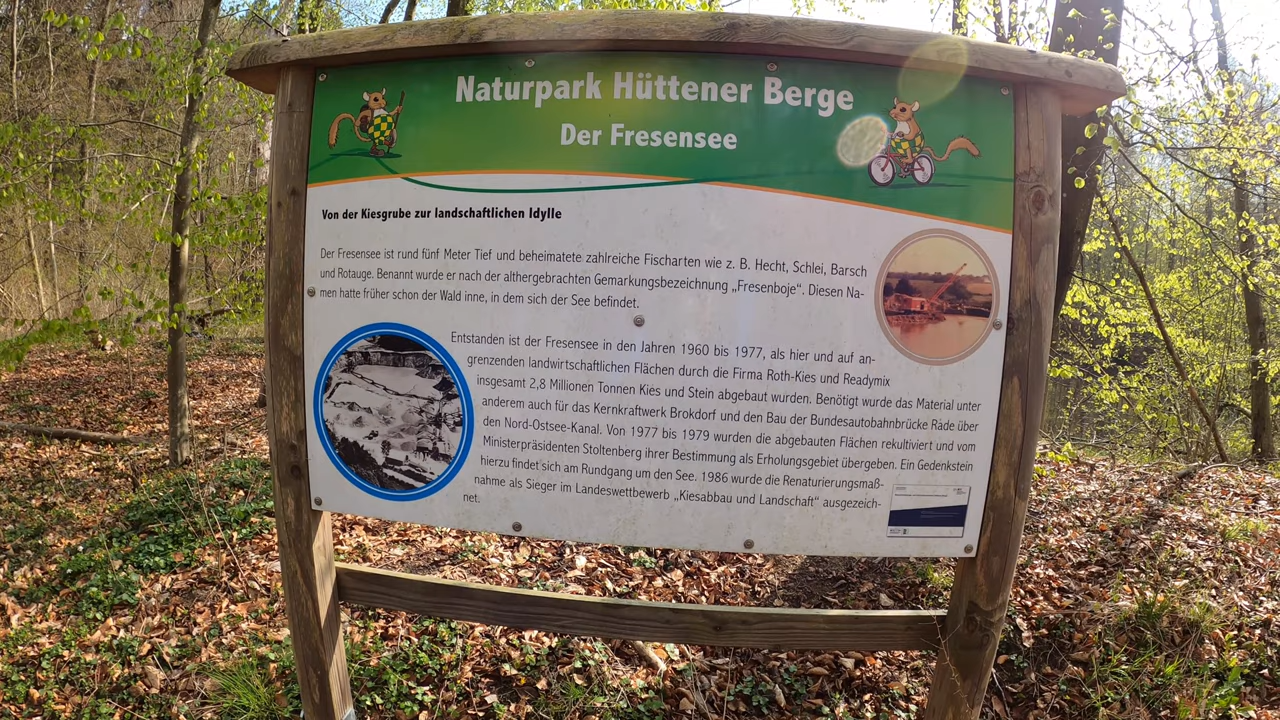 Naturpark Hüttener Berge
Der Fresensee
Von der Kiesgrube zur landschaftlichen Idylle
Der Fresensee ist rund fünf Meter Tief und beheimatete zahlreiche Fischarten wie z. B. Hecht, Schlei, Barsch
und Rotauge. Benannt wurde er nach der althergebrachten Gemarkungsbezeichnung „Fresenboje“. Diesen Na-
men hatte früher schon der Wald inne, in dem sich der See befindet.
Entstanden ist der Fresensee in den Jahren 1960 bis 1977, als hier und auf an-
grenzenden landwirtschaftlichen Flächen durch die Firma Roth-Kies und Readymix
insgesamt 2,8 Millionen Tonnen Kies und Stein abgebaut wurden. Benötigt wurde das Material unter
anderem auch für das Kernkraftwerk Brokdorf und den Bau der Bundesautobahnbrücke Rade über
den Nord-Ostsee-Kanal. Von 1977 bis 1979 wurden die abgebauten Flächen rekultiviert und vom
Ministerpräsidenten Stoltenberg ihrer Bestimmung als Erholungsgebiet übergeben. Ein Gedenkstein
hierzu findet sich am Rundgang um den See. 1986 wurde die Renaturierungsmaß-
nahme als Sieger im Landeswettbewerb „Kiesabbau und Landschaft“ ausgezeich-
net.